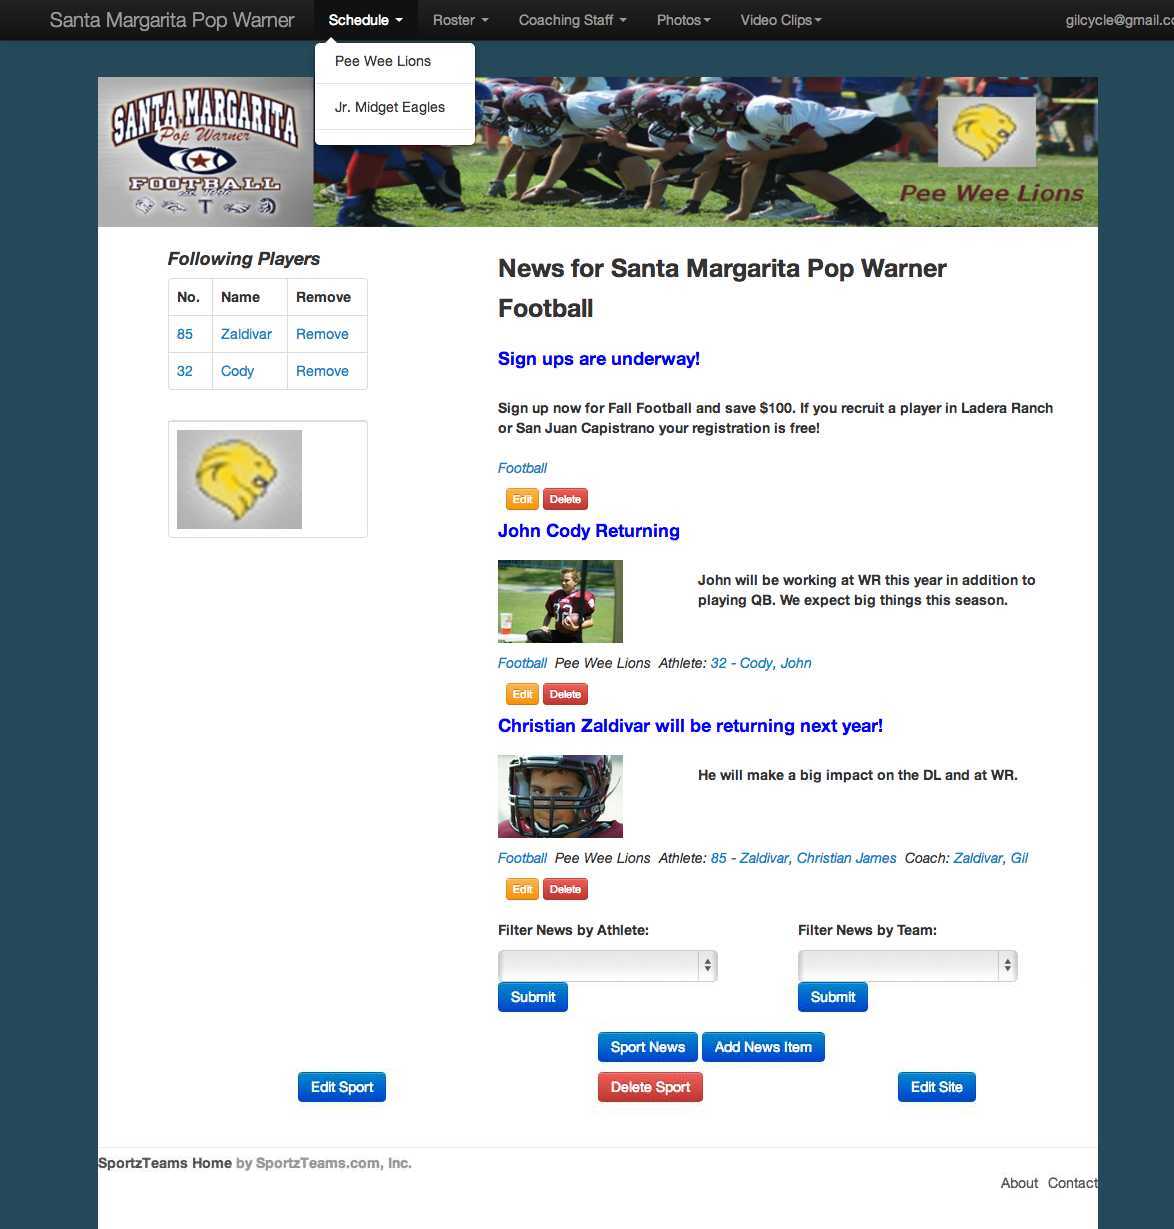 Santa Margarita Pop Warner Schedule Roster Coaching Staff Photos Video Clips gilcycle@gmail.co
Pee Wee Lions
Jr. Midget Eagles
SANTA MARGARITA
Pop Warner
FOOTBALL
Pee Wee Lions
Following Players
No. Name Remove
85 Zaldivar Remove
32 Cody Remove
News for Santa Margarita Pop Warner
Football
Sign ups are underway!
Sign up now for Fall Football and save $100. If you recruit a player in Ladera Ranch
or San Juan Capistrano your registration is free!
Football
Edit Delete
John Cody Returning
John will be working at WR this year in addition to
playing QB. We expect big things this season.
Football Pee Wee Lions Athlete: 32 - Cody, John
Edit Delete
Christian Zaldivar will be returning next year!
He will make a big impact on the DL and at WR.
Football Pee Wee Lions Athlete: 85 - Zaldivar, Christian James Coach: Zaldivar, Gil
Edit Delete
Filter News by Athlete: Filter News by Team:
Submit Submit
Sport News Add News Item
Edit Sport Delete Sport Edit Site
SportzTeams Home by SportzTeams.com, Inc.
About Contact